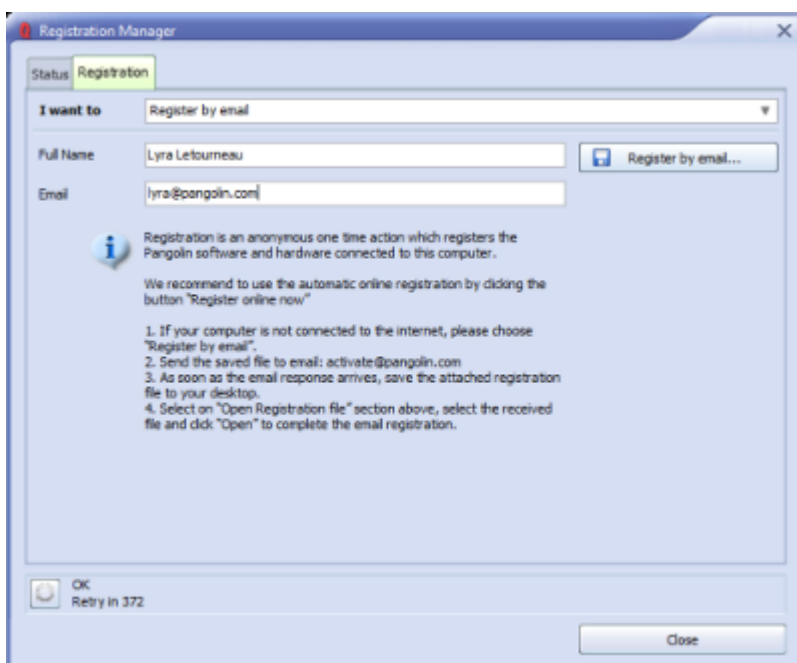 Registration Manager
Status
Registration
I want to
Register by email
Full Name
Lyra Letourneau
Register by email...
Email
lyra@pangolin.com
Registration is an anonymous one time action which registers the
Pangolin software and hardware connected to this computer.
We recommend to use the automatic online registration by clicking the
button "Register online now"
1. If your computer is not connected to the internet, please choose
"Register by email".
2. Send the saved file to email: activate@pangolin.com
3. As soon as the email response arrives, save the attached registration
file to your desktop.
4. Select on "Open Registration file" section above, select the received
file and click "Open" to complete the email registration.
OK
Retry in 372
Close